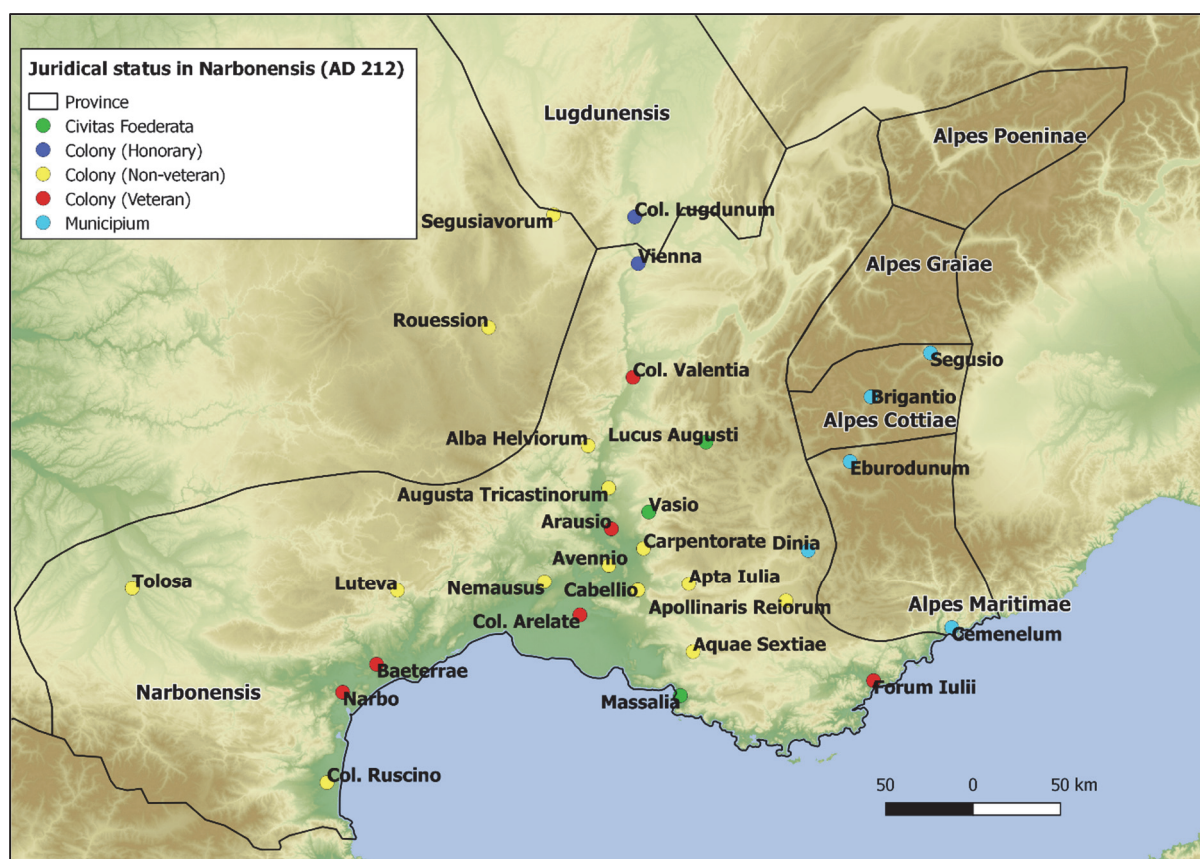 Juridical status in Narbonensis (AD 212)
Province
Civitas Foederata
Colony (Honorary)
Colony (Non-veteran)
Colony (Veteran)
Municipium
Lugdunensis
Alpes Poeninae
Segusiavorum
Col. Lugdunum
Vienna
Alpes Graiae
Rouession
Segusio
Col. Valentia
Brigantio
Alpes Cottiae
Alba Helviorum
Lucus Augusti
Eburodunum
Augusta Tricastinorum
Vasio
Arausio
Carpentorate
Dinia
Avennio
Tolosa
Luteva
Nemausus
Cabellio
Apta Iulia
Apollinaris Reiorum
Alpes Maritimae
Col. Arelate
Cemenelum
Aquae Sextiae
Baeterrae
Narbonensis
Narbo
Massalia
Forum Iulii
Col. Ruscino
50 0 50 km